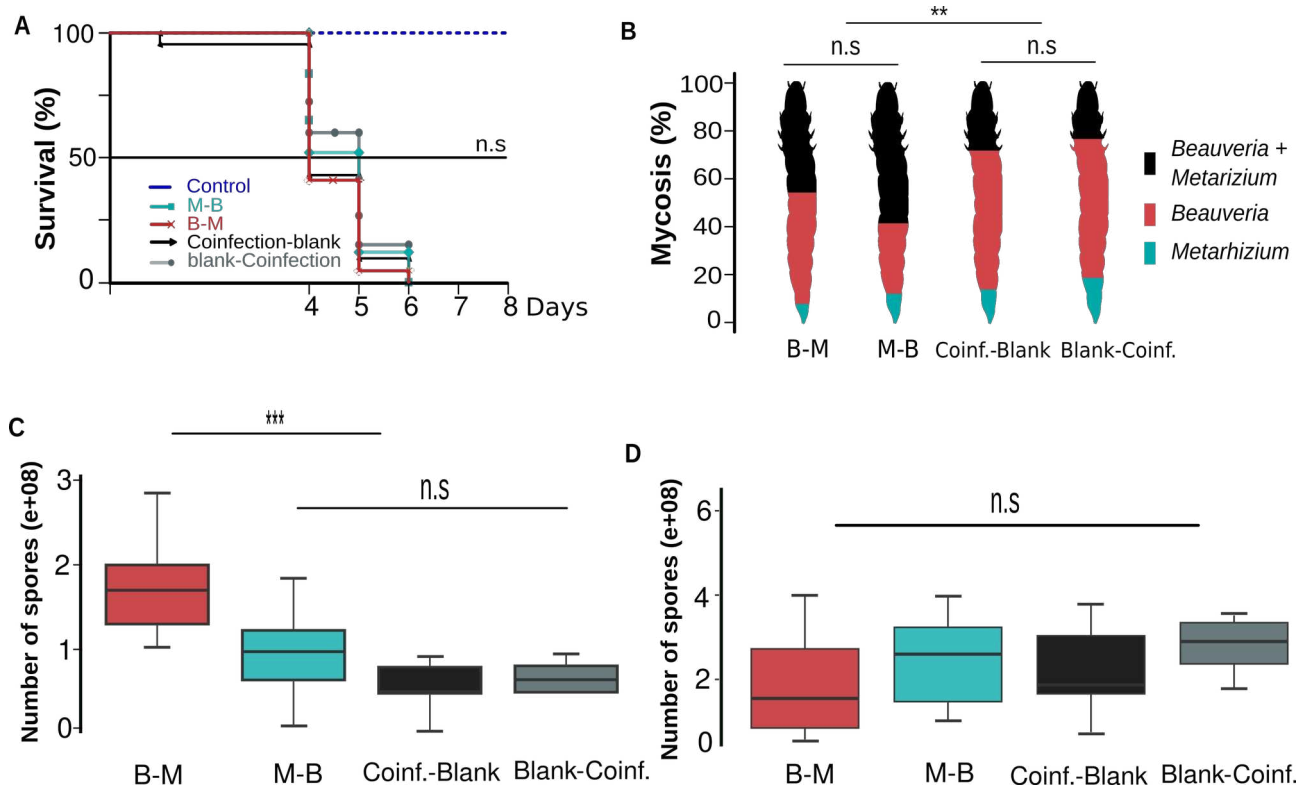 A
Survival (%)
100
50
0
n.s
Control
M-B
B-M
Coinfection-blank
blank-Coinfection
4 5 6 7 8 Days
B
**
n.s n.s
Mycosis (%)
100
80
60
40
20
0
B-M M-B Coinf.-Blank Blank-Coinf.
Beauveria +
Metarizium
Beauveria
Metarhizium
C
***
n.s
Number of spores (e+08)
3
2
1
0
B-M M-B Coinf.-Blank Blank-Coinf.
D
n.s
Number of spores (e+08)
6
4
2
0
B-M M-B Coinf.-Blank Blank-Coinf.